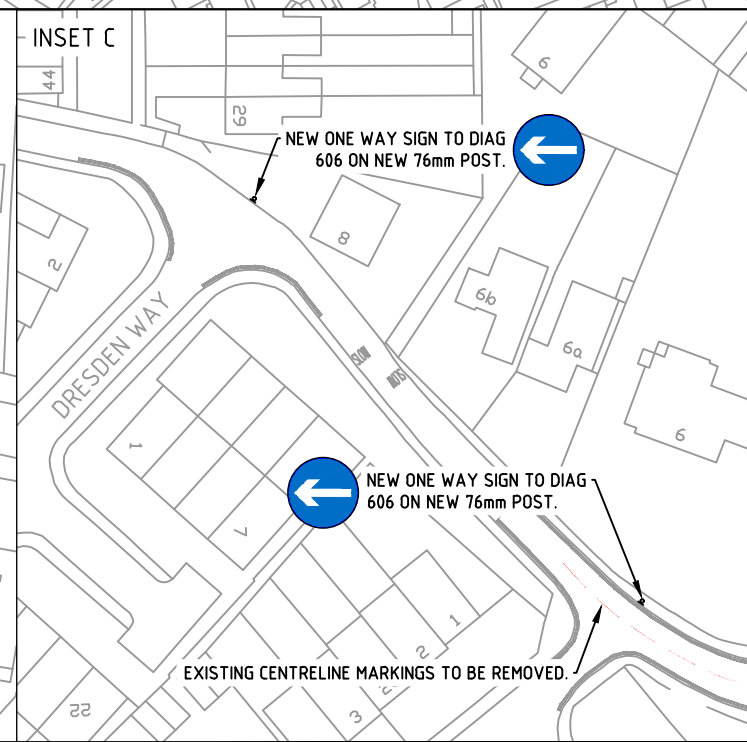 INSET C
44
29
6
NEW ONE WAY SIGN TO DIAG
606 ON NEW 76mm POST.
8
2
6b
DRESDEN WAY
SLOW
SLOW
6a
1
6
NEW ONE WAY SIGN TO DIAG
606 ON NEW 76mm POST.
7
1
2
EXISTING CENTRELINE MARKINGS TO BE REMOVED.
3
22